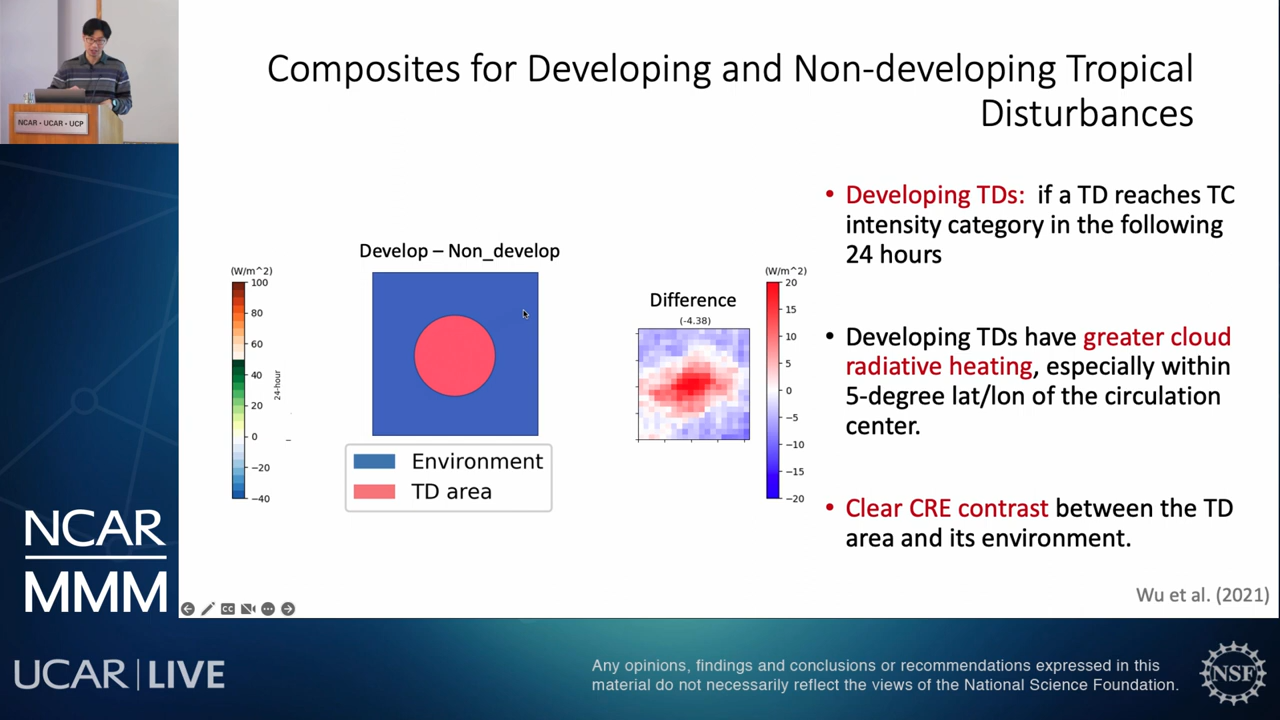 NCAR • UCAR • UCP
Composites for Developing and Non-developing Tropical
Disturbances
Develop – Non_develop
(W/m^2)
100
80
60
40
20
0
−20
−40
24-hour
Environment
TD area
Difference
(-4.38)
(W/m^2)
20
15
10
5
0
−5
−10
−15
−20
• Developing TDs: if a TD reaches TC
intensity category in the following
24 hours
• Developing TDs have greater cloud
radiative heating, especially within
5-degree lat/lon of the circulation
center.
• Clear CRE contrast between the TD
area and its environment.
Wu et al. (2021)
CC
NCAR
MMM
UCAR | LIVE
Any opinions, findings and conclusions or recommendations expressed in this
material do not necessarily reflect the views of the National Science Foundation.
NSF